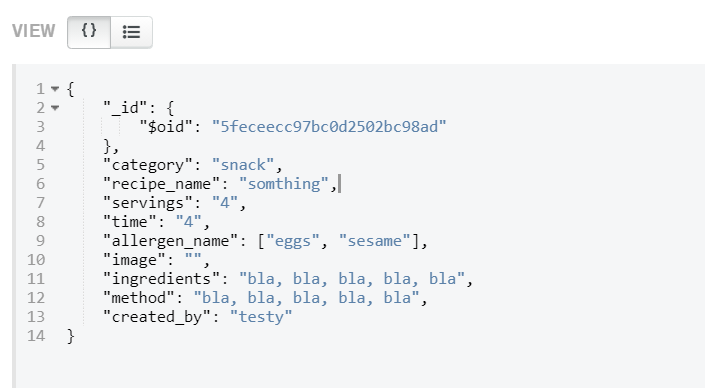 VIEW {}
1 {
2 "_id": {
3 "$oid": "5feceecc97bc0d2502bc98ad"
4 },
5 "category": "snack",
6 "recipe_name": "somthing",
7 "servings": "4",
8 "time": "4",
9 "allergen_name": ["eggs", "sesame"],
10 "image": "",
11 "ingredients": "bla, bla, bla, bla, bla",
12 "method": "bla, bla, bla, bla, bla",
13 "created_by": "testy"
14 }